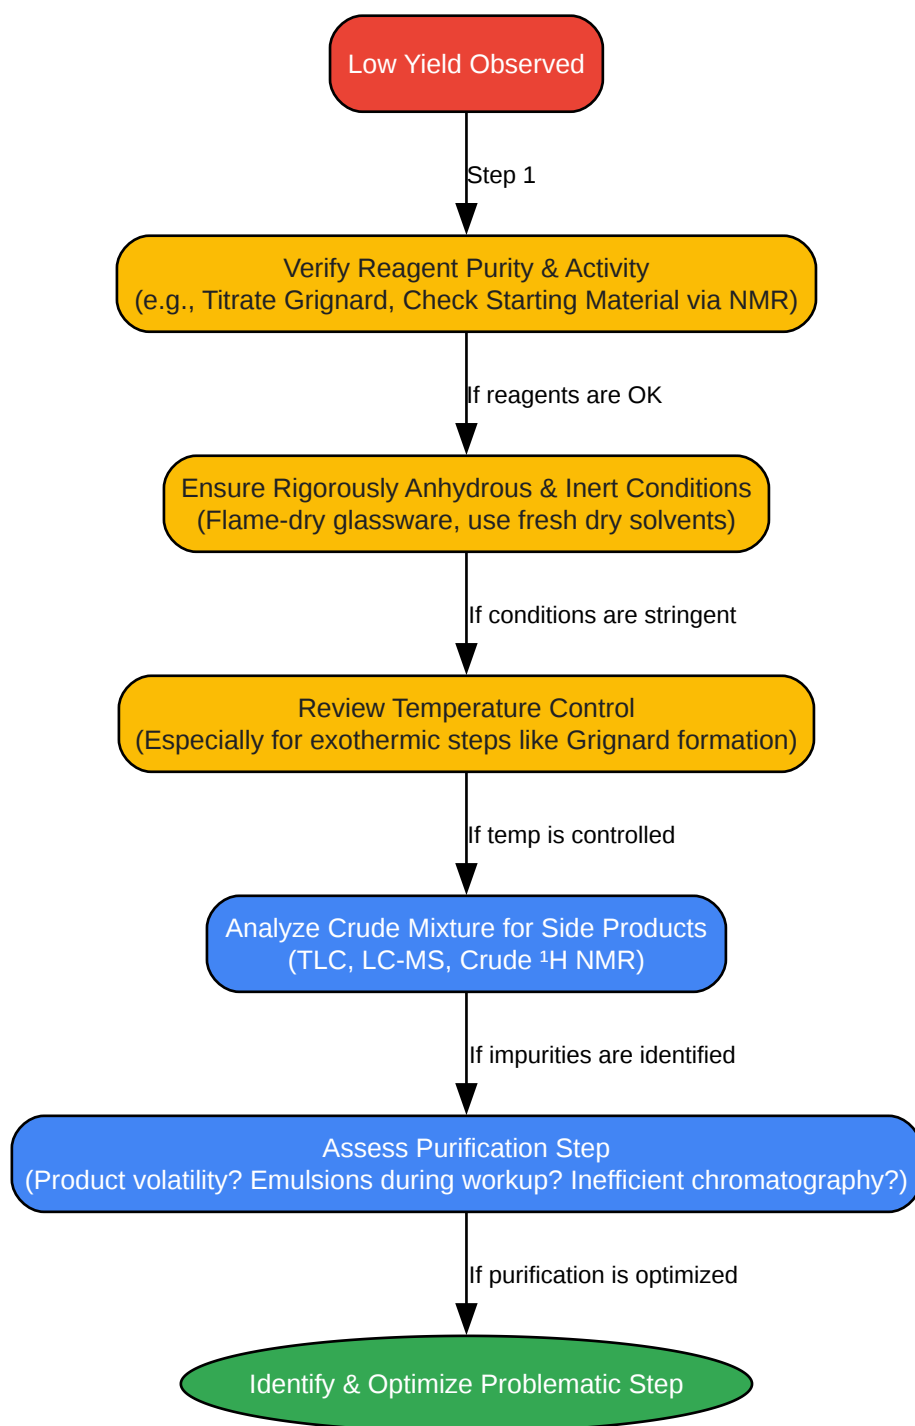 Low Yield Observed
Step 1
Verify Reagent Purity & Activity
(e.g., Titrate Grignard, Check Starting Material via NMR)
If reagents are OK
Ensure Rigorously Anhydrous & Inert Conditions
(Flame-dry glassware, use fresh dry solvents)
If conditions are stringent
Review Temperature Control
(Especially for exothermic steps like Grignard formation)
If temp is controlled
Analyze Crude Mixture for Side Products
(TLC, LC-MS, Crude ¹H NMR)
If impurities are identified
Assess Purification Step
(Product volatility? Emulsions during workup? Inefficient chromatography?)
If purification is optimized
Identify & Optimize Problematic Step